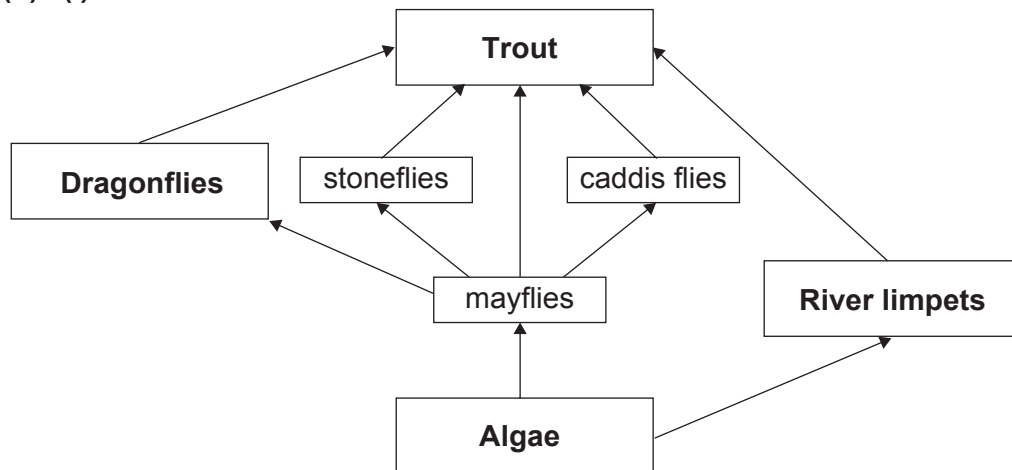 Trout
Dragonflies
stoneflies
caddis flies
mayflies
River limpets
Algae